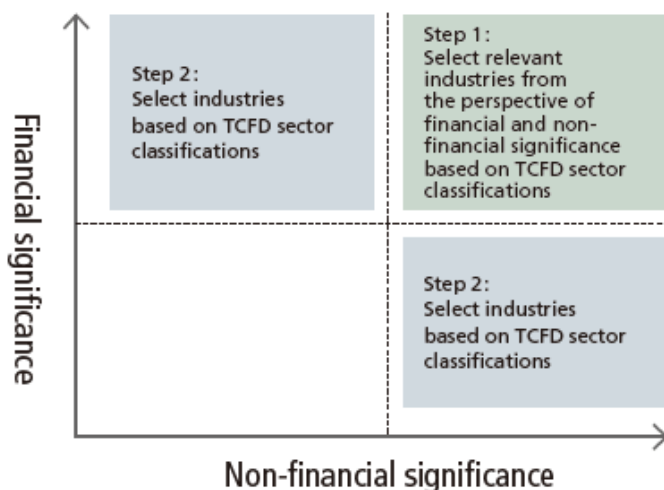 Financial significance
Step 2:
Select industries
based on TCFD sector
classifications
Step 1:
Select relevant
industries from
the perspective of
financial and non-
financial significance
based on TCFD sector
classifications
Step 2:
Select industries
based on TCFD sector
classifications
Non-financial significance